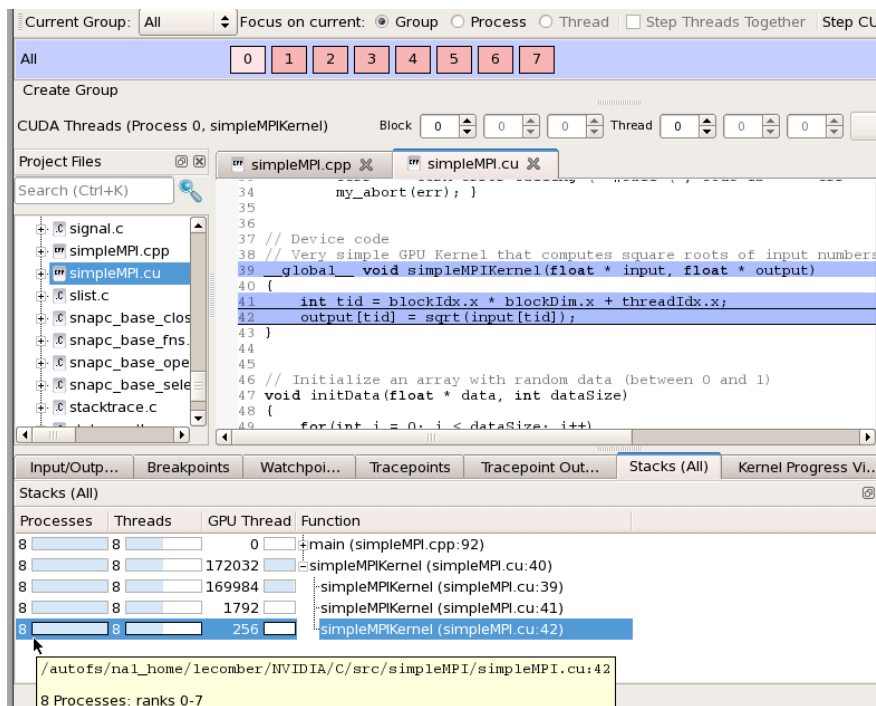 Current Group: All Focus on current: Group Process Thread Step Threads Together Step CU
All 0 1 2 3 4 5 6 7
Create Group
CUDA Threads (Process 0, simpleMPIKernel) Block 0 0 0 Thread 0 0 0
Project Files
Search (Ctrl+K)
signal.c
simpleMPI.cpp
simpleMPI.cu
slist.c
snapc_base_clos
snapc_base_fns.
snapc_base_ope
snapc_base_sele
stacktrace.c
simpleMPI.cpp simpleMPI.cu
34 my_abort(err); }
35
36
37 // Device code
38 // Very simple GPU Kernel that computes square roots of input numbers
39 __global__ void simpleMPIKernel(float * input, float * output)
40 {
41 int tid = blockIdx.x * blockDim.x + threadIdx.x;
42 output[tid] = sqrt(input[tid]);
43 }
44
45
46 // Initialize an array with random data (between 0 and 1)
47 void initData(float * data, int dataSize)
48 {
49 for(int i = 0; i < dataSize; i++)
Input/Outp... Breakpoints Watchpoi... Tracepoints Tracepoint Out... Stacks (All) Kernel Progress Vi...
Stacks (All)
Processes Threads GPU Thread Function
8 8 0 main (simpleMPI.cpp:92)
8 8 172032 simpleMPIKernel (simpleMPI.cu:40)
8 8 169984 simpleMPIKernel (simpleMPI.cu:39)
8 8 1792 simpleMPIKernel (simpleMPI.cu:41)
8 8 256 simpleMPIKernel (simpleMPI.cu:42)
/autofs/na1_home/lecomber/NVIDIA/C/src/simpleMPI/simpleMPI.cu:42
8 Processes: ranks 0-7